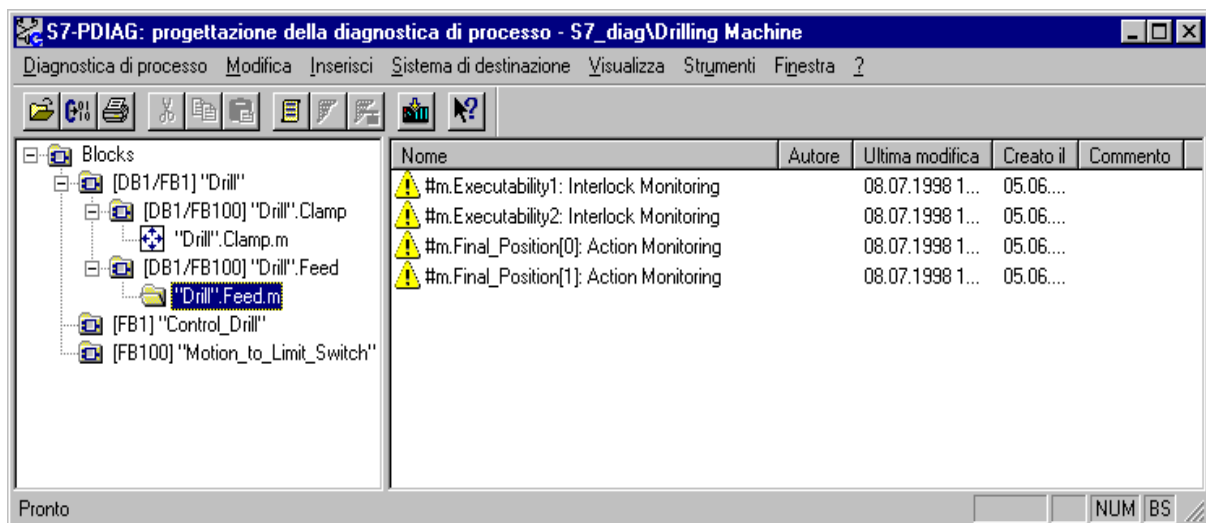 S7-PDIAG: progettazione della diagnostica di processo - S7_diag\Drilling Machine
Diagnostica di processo Modifica Inserisci Sistema di destinazione Visualizza Strumenti Finestra ?
Blocks
[DB1/FB1] "Drill"
[DB1/FB100] "Drill".Clamp
"Drill".Clamp.m
[DB1/FB100] "Drill".Feed
"Drill".Feed.m
[FB1] "Control_Drill"
[FB100] "Motion_to_Limit_Switch"
Nome Autore Ultima modifica Creato il Commento
#m.Executability1: Interlock Monitoring 08.07.1998 1... 05.06....
#m.Executability2: Interlock Monitoring 08.07.1998 1... 05.06....
#m.Final_Position[0]: Action Monitoring 08.07.1998 1... 05.06....
#m.Final_Position[1]: Action Monitoring 08.07.1998 1... 05.06....
Pronto NUM BS